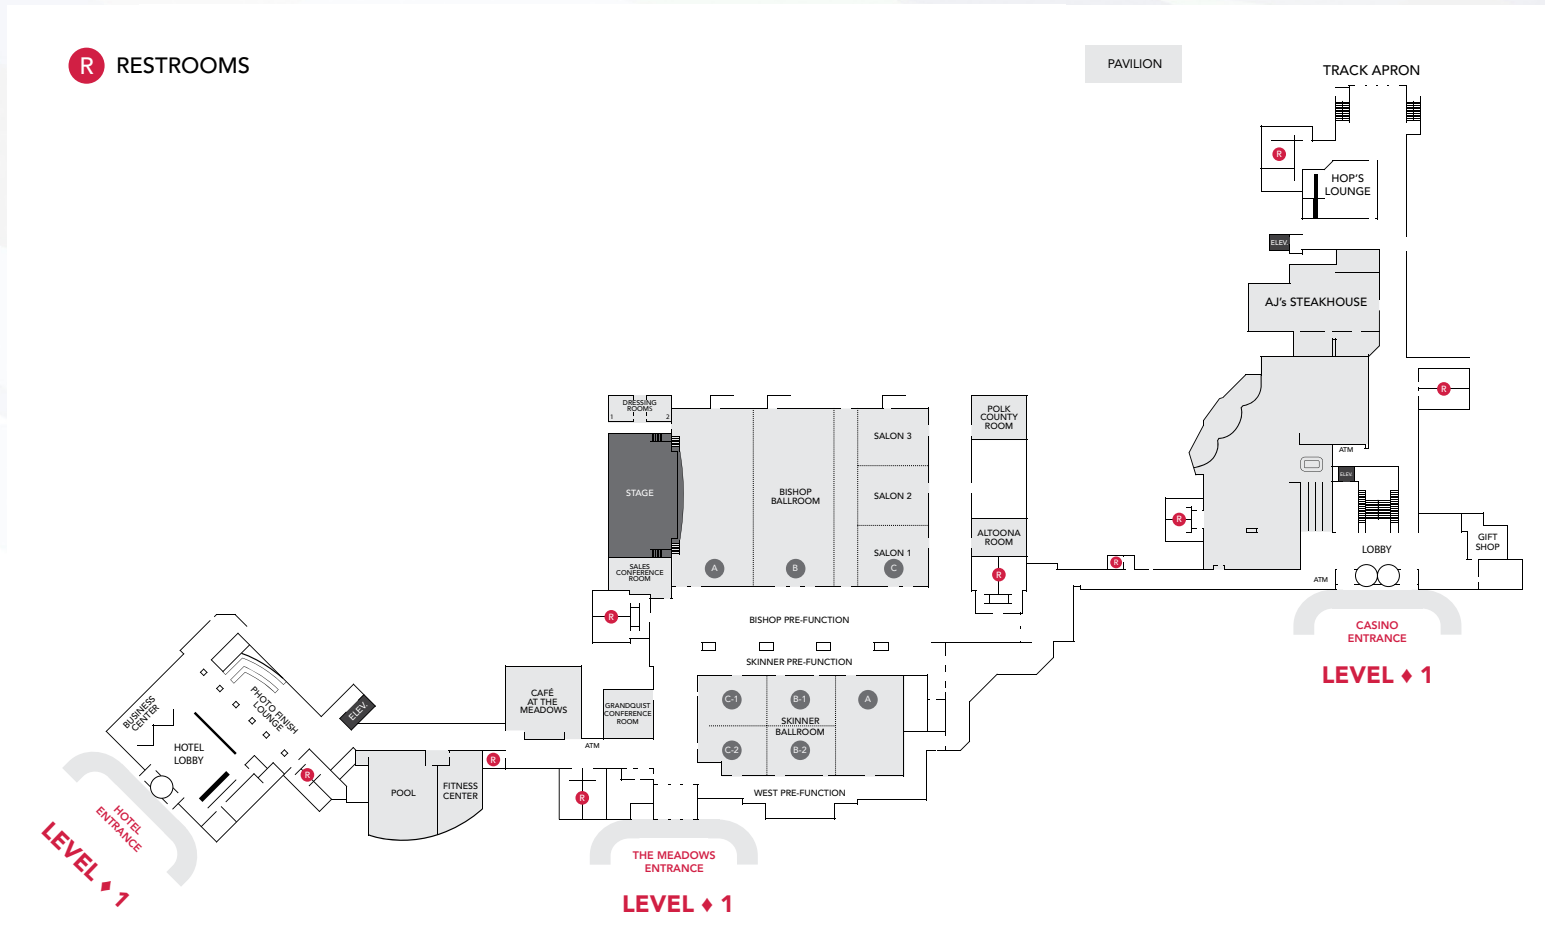 R RESTROOMS
PAVILION
TRACK APRON
R
HOP'S
LOUNGE
ELEV.
AJ's STEAKHOUSE
R
DRESSING
ROOMS
1 2
POLK
COUNTY
ROOM
SALON 3
ATM
ELEV.
STAGE
BISHOP
BALLROOM
SALON 2
R
ALTOONA
ROOM
GIFT
SHOP
SALON 1
LOBBY
SALES
CONFERENCE
ROOM
A
B
C
R
R
ATM
R
BISHOP PRE-FUNCTION
CASINO
ENTRANCE
LEVEL ♦ 1
SKINNER PRE-FUNCTION
CAFÉ
AT THE
MEADOWS
GRANDQUIST
CONFERENCE
ROOM
C-1
B-1
A
SKINNER
BALLROOM
C-2
B-2
ATM
BUSINESS
CENTER
PHOTO FINISH
LOUNGE
ELEV.
HOTEL
LOBBY
R
R
POOL
FITNESS
CENTER
R
WEST PRE-FUNCTION
HOTEL
ENTRANCE
LEVEL ♦ 1
THE MEADOWS
ENTRANCE
LEVEL ♦ 1